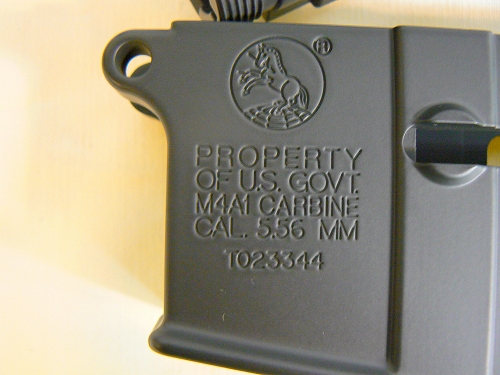 ®
PROPERTY
OF U.S. GOVT.
M4A1 CARBINE
CAL. 5.56 MM
T023344